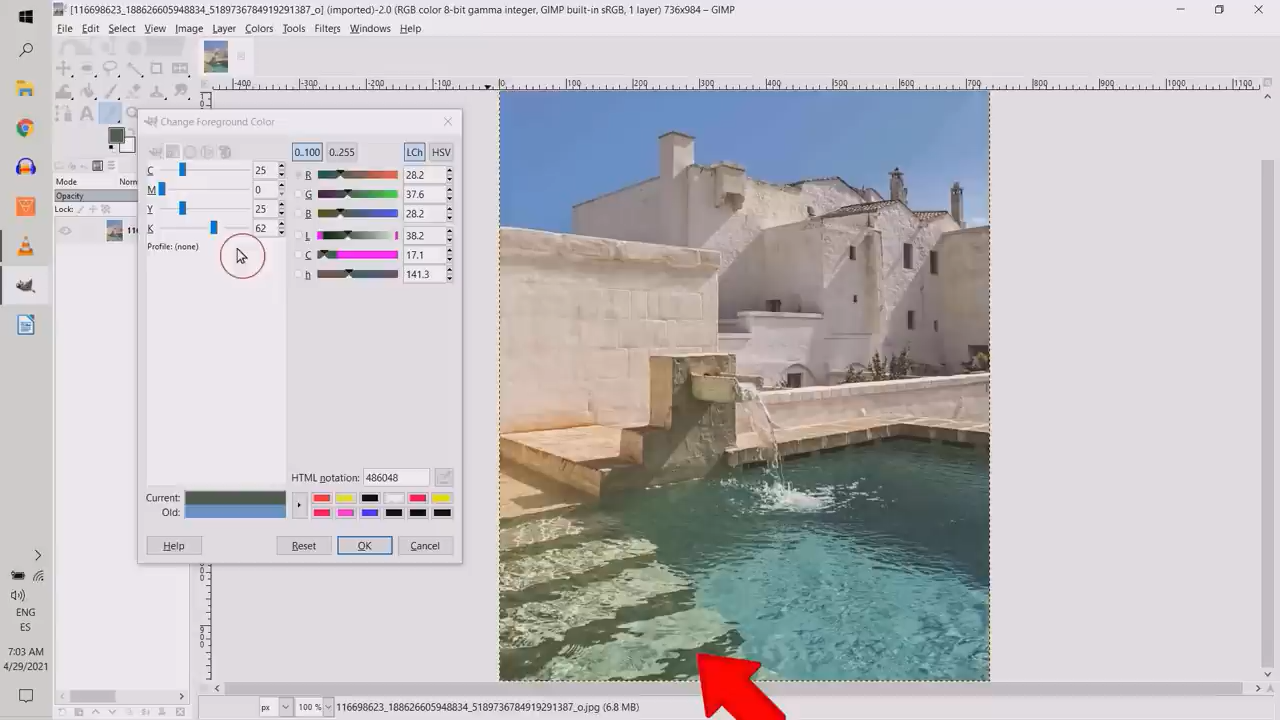 [116698623_188626605948834_5189736784919291387_o] (imported)-2.0 (RGB color 8-bit gamma integer, GIMP built-in sRGB, 1 layer) 736x986 – GIMP
File Edit Select View Image Layer Colors Tools Filters Windows Help
-400 -300 -200 -100 0 100 200 300 400 500 600 700 800 900 1000 1100
Change Foreground Color
0..100 0..255 LCh HSV
C 25 R 28.2
M 0 G 37.6
Y 25 B 28.2
K 62 L 38.2
Profile: (none) C 17.1
h 141.3
Mode Norm
Opacity
Lock:
HTML notation: 486048
Current:
Old:
Help Reset OK Cancel
ENG
ES
7:03 AM
4/29/2021
px 100 % 116698623_188626605948834_5189736784919291387_o.jpg (6.8 MB)